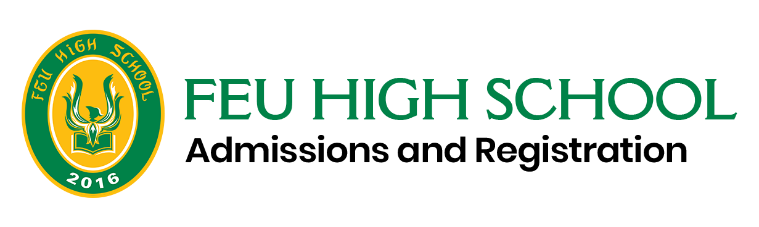 FEU HIGH SCHOOL
2016
FEU HIGH SCHOOL
Admissions and Registration